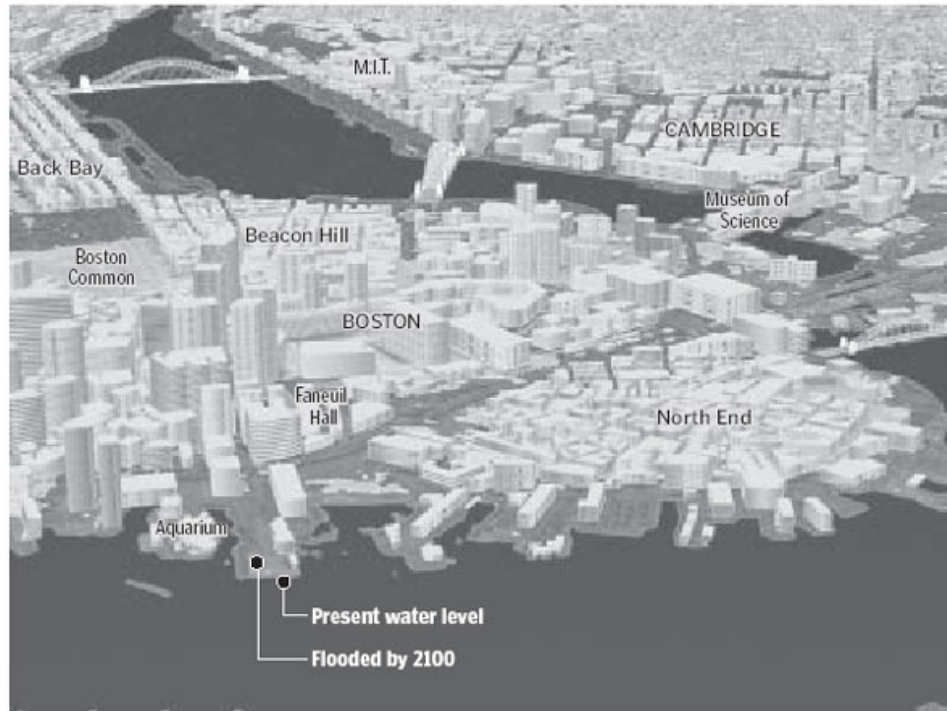 M.I.T.
CAMBRIDGE
Back Bay
Museum of
Science
Beacon Hill
Boston
Common
BOSTON
Faneuil
Hall
North End
Aquarium
Present water level
Flooded by 2100